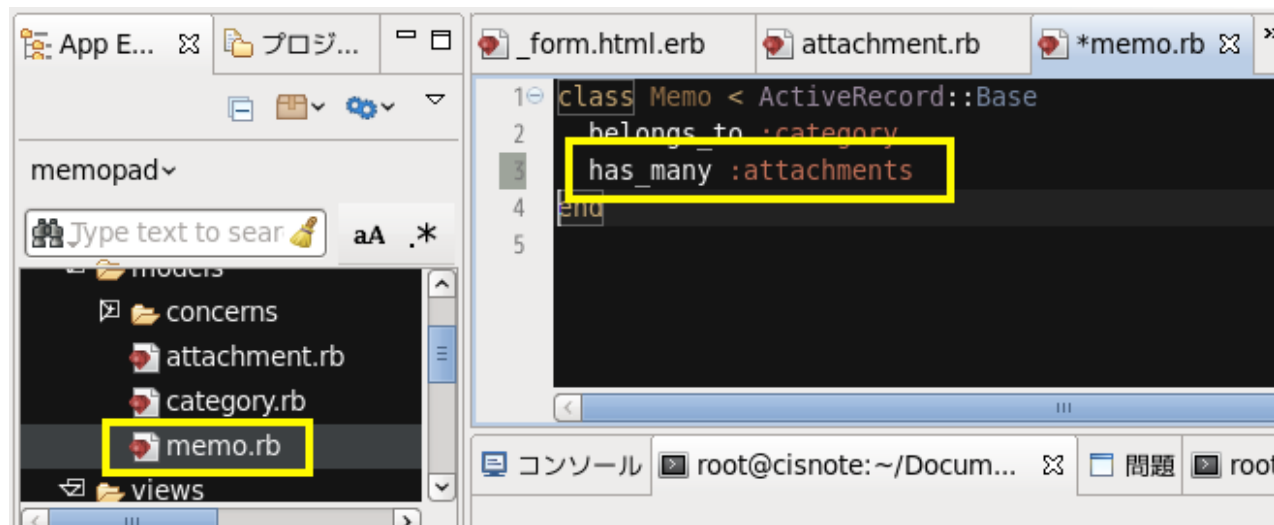 App E...
プロジ...
memopad
Type text to sear
aA .*
models
concerns
attachment.rb
category.rb
memo.rb
views
_form.html.erb
attachment.rb
*memo.rb
1 class Memo < ActiveRecord::Base
2 belongs_to :category
3 has_many :attachments
4 end
5
コンソール
root@cisnote:~/Docum...
問題
root